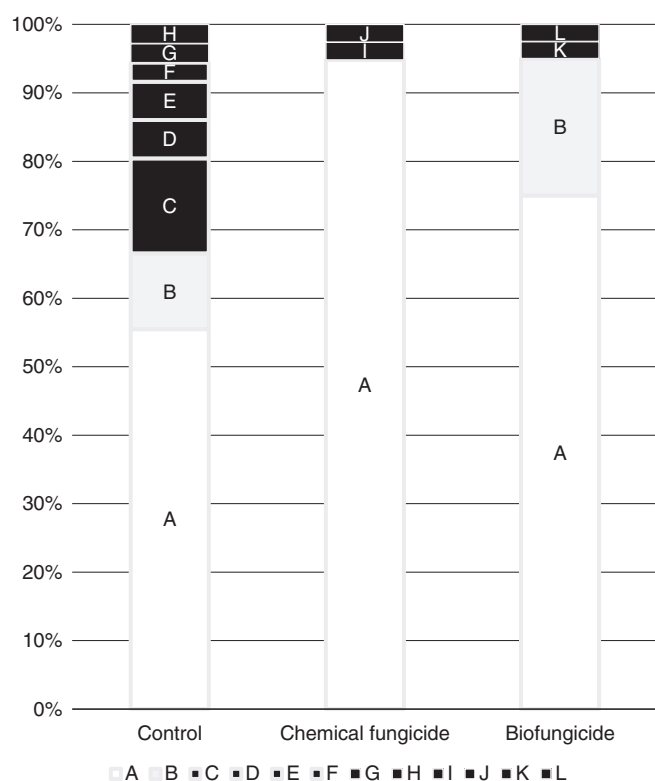 100%
H
J
L
G
I
K
F
90%
E
B
D
80%
C
70%
60%
B
50%
A
40%
A
30%
A
20%
10%
0%
Control Chemical fungicide Biofungicide
A B C D E F G H I J K L